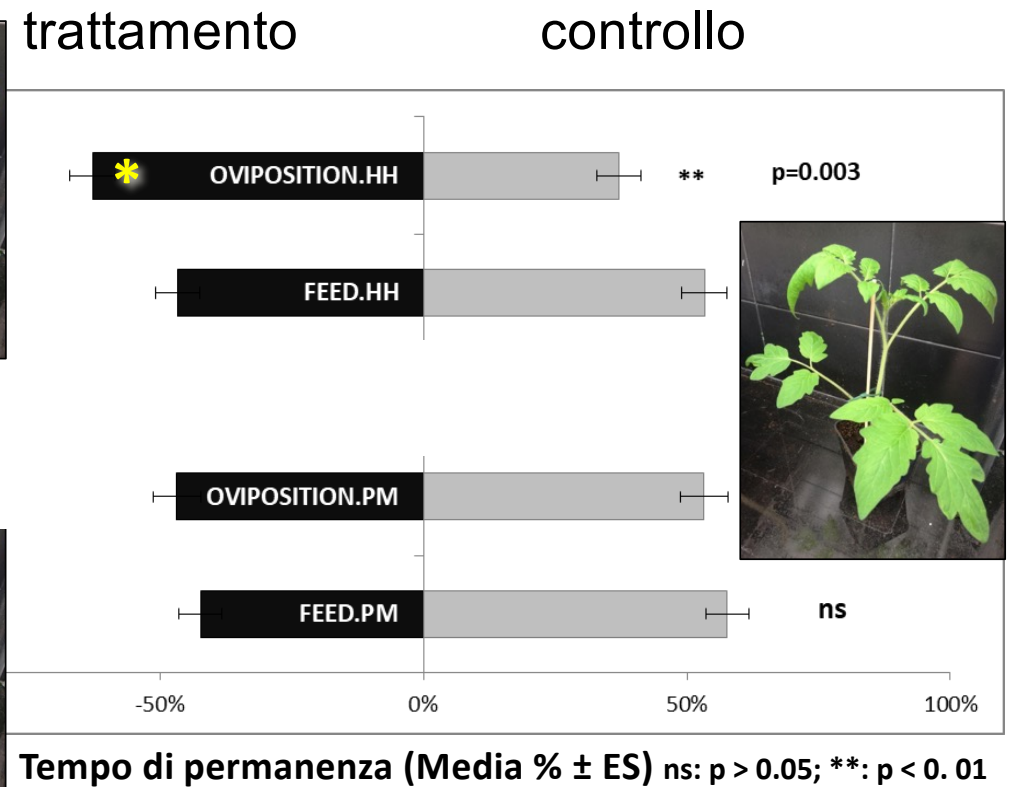 trattamento controllo
* OVIPOSITION.HH ** p=0.003
FEED.HH
OVIPOSITION.PM
FEED.PM ns
-50% 0% 50% 100%
Tempo di permanenza (Media % ± ES) ns: p > 0.05; **: p < 0. 01